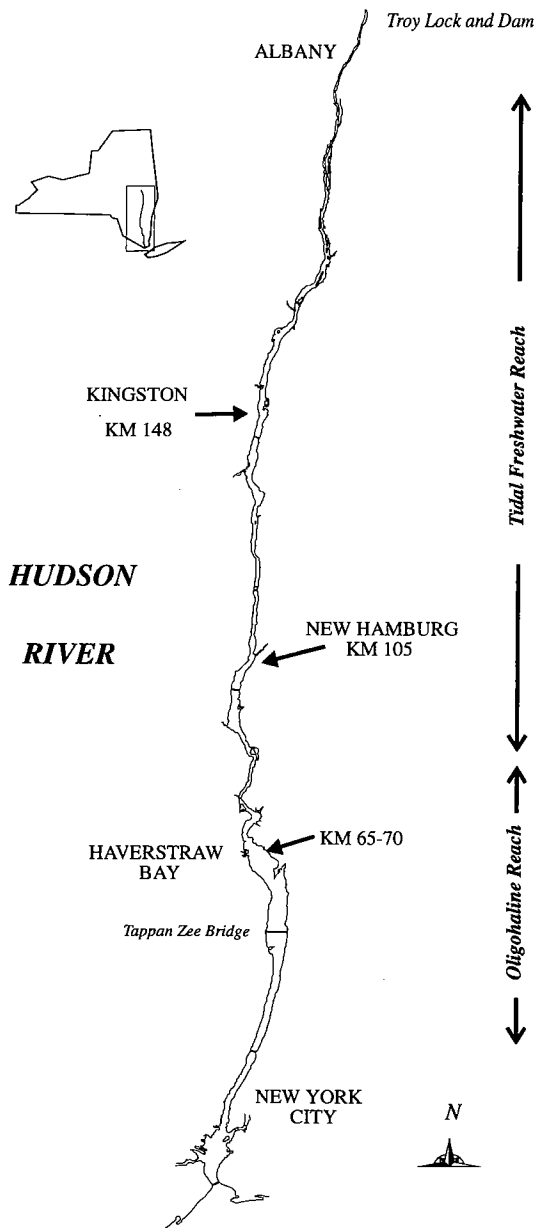 Troy Lock and Dam
ALBANY
KINGSTON
KM 148
Tidal Freshwater Reach
HUDSON
RIVER
NEW HAMBURG
KM 105
KM 65-70
HAVERSTRAW
BAY
Oligohaline Reach
Tappan Zee Bridge
NEW YORK
CITY
N